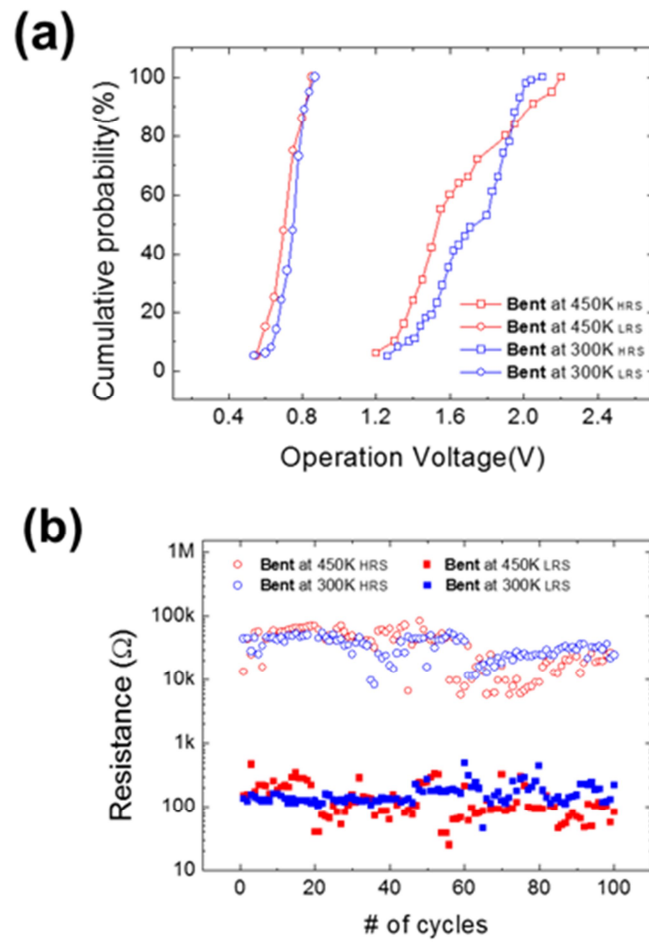 (a)
Cumulative probability(%)
100
80
60
40
20
0
Bent at 450K HRS
Bent at 450K LRS
Bent at 300K HRS
Bent at 300K LRS
0.4 0.8 1.2 1.6 2.0 2.4
Operation Voltage(V)
(b)
Resistance (Ω)
1M
100k
10k
1k
100
10
Bent at 450K HRS Bent at 450K LRS
Bent at 300K HRS Bent at 300K LRS
0 20 40 60 80 100
# of cycles